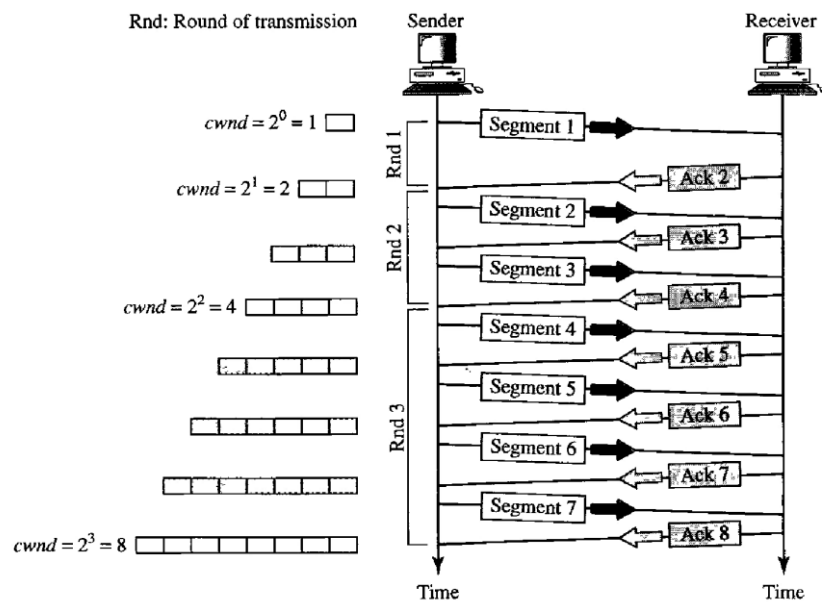 Rnd: Round of transmission
Sender
Receiver
cwnd = 2⁰ = 1
Rnd 1
Segment 1
Ack 2
cwnd = 2¹ = 2
Rnd 2
Segment 2
Ack 3
Segment 3
Ack 4
cwnd = 2² = 4
Rnd 3
Segment 4
Ack 5
Segment 5
Ack 6
Segment 6
Ack 7
Segment 7
Ack 8
cwnd = 2³ = 8
Time
Time